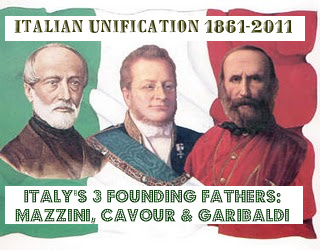 ITALIAN UNIFICATION 1861-2011
ITALY'S 3 FOUNDING FATHERS:
MAZZINI, CAVOUR & GARIBALDI